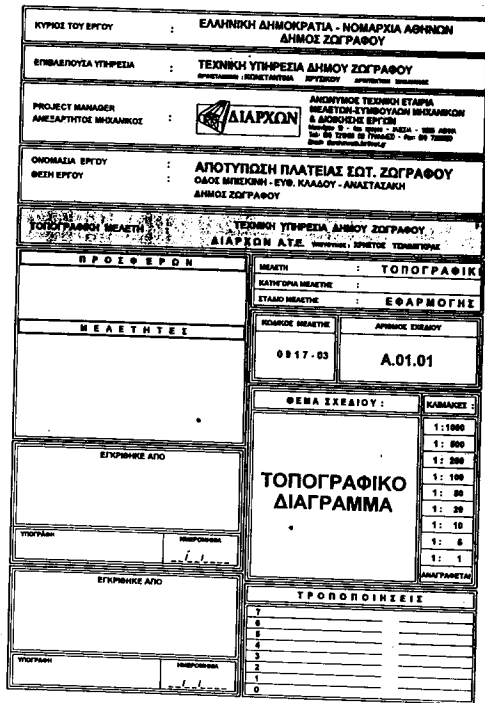 ΚΥΡΙΟΣ ΤΟΥ ΕΡΓΟΥ : ΕΛΛΗΝΙΚΗ ΔΗΜΟΚΡΑΤΙΑ - ΝΟΜΑΡΧΙΑ ΑΘΗΝΩΝ
ΔΗΜΟΣ ΖΩΓΡΑΦΟΥ
ΕΠΙΒΛΕΠΟΥΣΑ ΥΠΗΡΕΣΙΑ : ΤΕΧΝΙΚΗ ΥΠΗΡΕΣΙΑ ΔΗΜΟΥ ΖΩΓΡΑΦΟΥ
PROJECT MANAGER
ΑΝΕΞΑΡΤΗΤΟΣ ΜΗΧΑΝΙΚΟΣ :
ΔΙΑΡΧΩΝ
ΑΝΩΝΥΜΟΣ ΤΕΧΝΙΚΗ ΕΤΑΙΡΙΑ
ΜΕΛΕΤΩΝ-ΣΥΜΒΟΥΛΩΝ ΜΗΧΑΝΙΚΩΝ
& ΔΙΟΙΚΗΣΗΣ ΕΡΓΩΝ
ΟΝΟΜΑΣΙΑ ΕΡΓΟΥ : ΑΠΟΤΥΠΩΣΗ ΠΛΑΤΕΙΑΣ ΣΩΤ. ΖΩΓΡΑΦΟΥ
ΘΕΣΗ ΕΡΓΟΥ : ΟΔΟΣ ΜΠΙΣΚΙΝΗ - ΕΥΘ. ΚΛΑΔΟΥ - ΑΝΑΣΤΑΣΑΚΗ
ΔΗΜΟΣ ΖΩΓΡΑΦΟΥ
ΤΟΠΟΓΡΑΦΙΚΗ ΜΕΛΕΤΗ : ΤΕΧΝΙΚΗ ΥΠΗΡΕΣΙΑ ΔΗΜΟΥ ΖΩΓΡΑΦΟΥ
ΔΙΑΡΧΩΝ Α.Τ.Ε.
ΠΡΟΣΦΕΡΩΝ
ΜΕΛΕΤΗΤΕΣ
ΕΓΚΡΙΘΗΚΕ ΑΠΟ
ΥΠΟΓΡΑΦΗ
ΗΜΕΡΟΜΗΝΙΑ
/ /
ΕΓΚΡΙΘΗΚΕ ΑΠΟ
ΥΠΟΓΡΑΦΗ
ΗΜΕΡΟΜΗΝΙΑ
/ /
ΜΕΛΕΤΗ : ΤΟΠΟΓΡΑΦΙΚ
ΚΑΤΗΓΟΡΙΑ ΜΕΛΕΤΗΣ :
ΣΤΑΔΙΟ ΜΕΛΕΤΗΣ : ΕΦΑΡΜΟΓΗΣ
ΚΩΔΙΚΟΣ ΜΕΛΕΤΗΣ
0917-03
ΑΡΙΘΜΟΣ ΣΧΕΔΙΟΥ
Α.01.01
ΘΕΜΑ ΣΧΕΔΙΟΥ :
ΤΟΠΟΓΡΑΦΙΚΟ
ΔΙΑΓΡΑΜΜΑ
ΚΛΙΜΑΚΕΣ :
1:1000
1: 500
1: 200
1: 100
1: 50
1: 20
1: 10
1: 5
1: 1
ΑΝΑΓΡΑΦΕΤΑΙ
ΤΡΟΠΟΠΟΙΗΣΕΙΣ
7
6
5
4
3
2
1
0